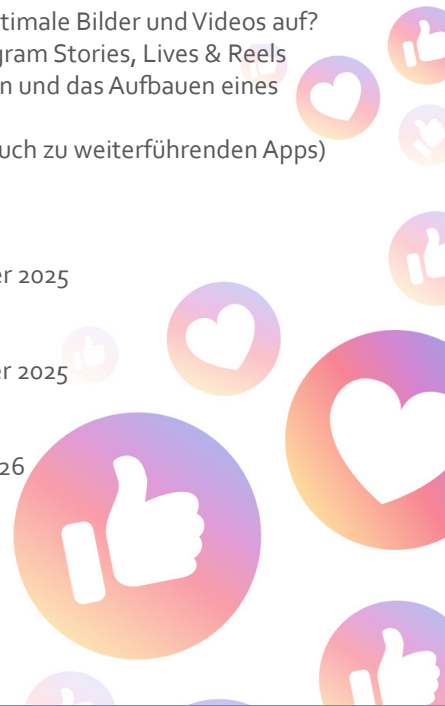 timale Bilder und Videos auf?
gram Stories, Lives & Reels
n und das Aufbauen eines
uch zu weiterführenden Apps)
er 2025
er 2025
26